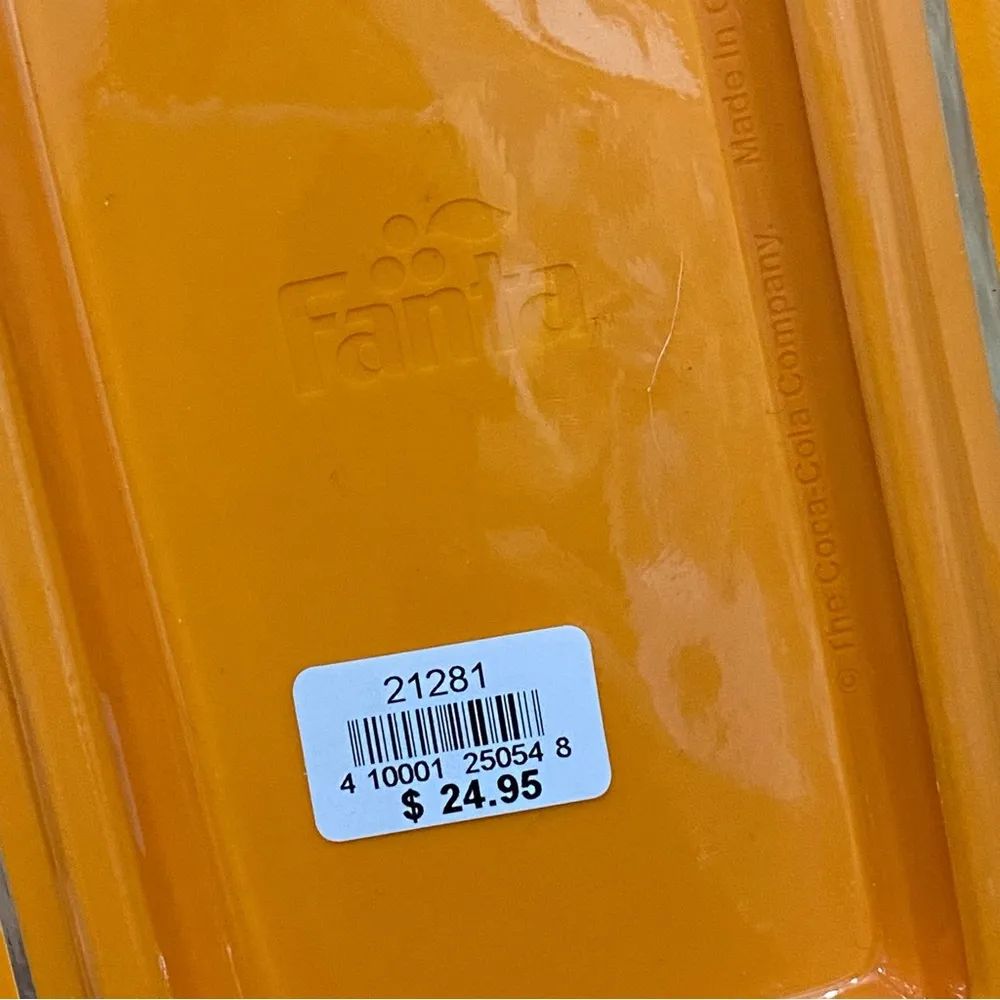 Fanta
© The Coca-Cola Company. Made In
21281
4 10001 25054 8
$ 24.95